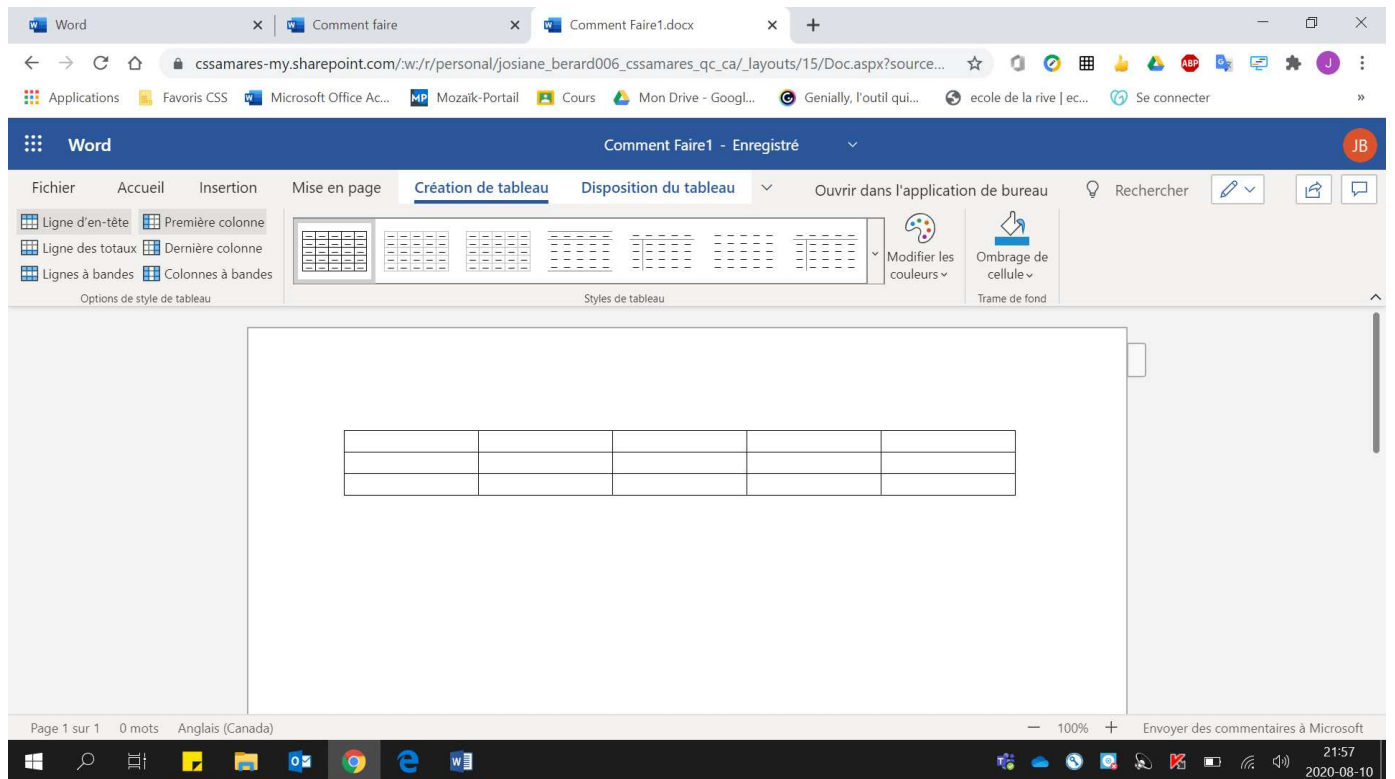 Word
Comment faire
Comment Faire1.docx
cssamares-my.sharepoint.com/:w:/r/personal/josiane_berard006_cssamares_qc_ca/_layouts/15/Doc.aspx?source...
ABP
J
Applications Favoris CSS Microsoft Office Ac... MP Mozaïk-Portail Cours Mon Drive - Googl... Genially, l'outil qui... ecole de la rive | ec... Se connecter »
Word
Comment Faire1 - Enregistré
JB
Fichier Accueil Insertion Mise en page Création de tableau Disposition du tableau Ouvrir dans l'application de bureau Rechercher
Ligne d'en-tête Première colonne
Ligne des totaux Dernière colonne
Lignes à bandes Colonnes à bandes
Options de style de tableau
Styles de tableau
Modifier les
couleurs
Ombrage de
cellule
Trame de fond
Page 1 sur 1 0 mots Anglais (Canada)
100%
Envoyer des commentaires à Microsoft
21:57
2020-08-10